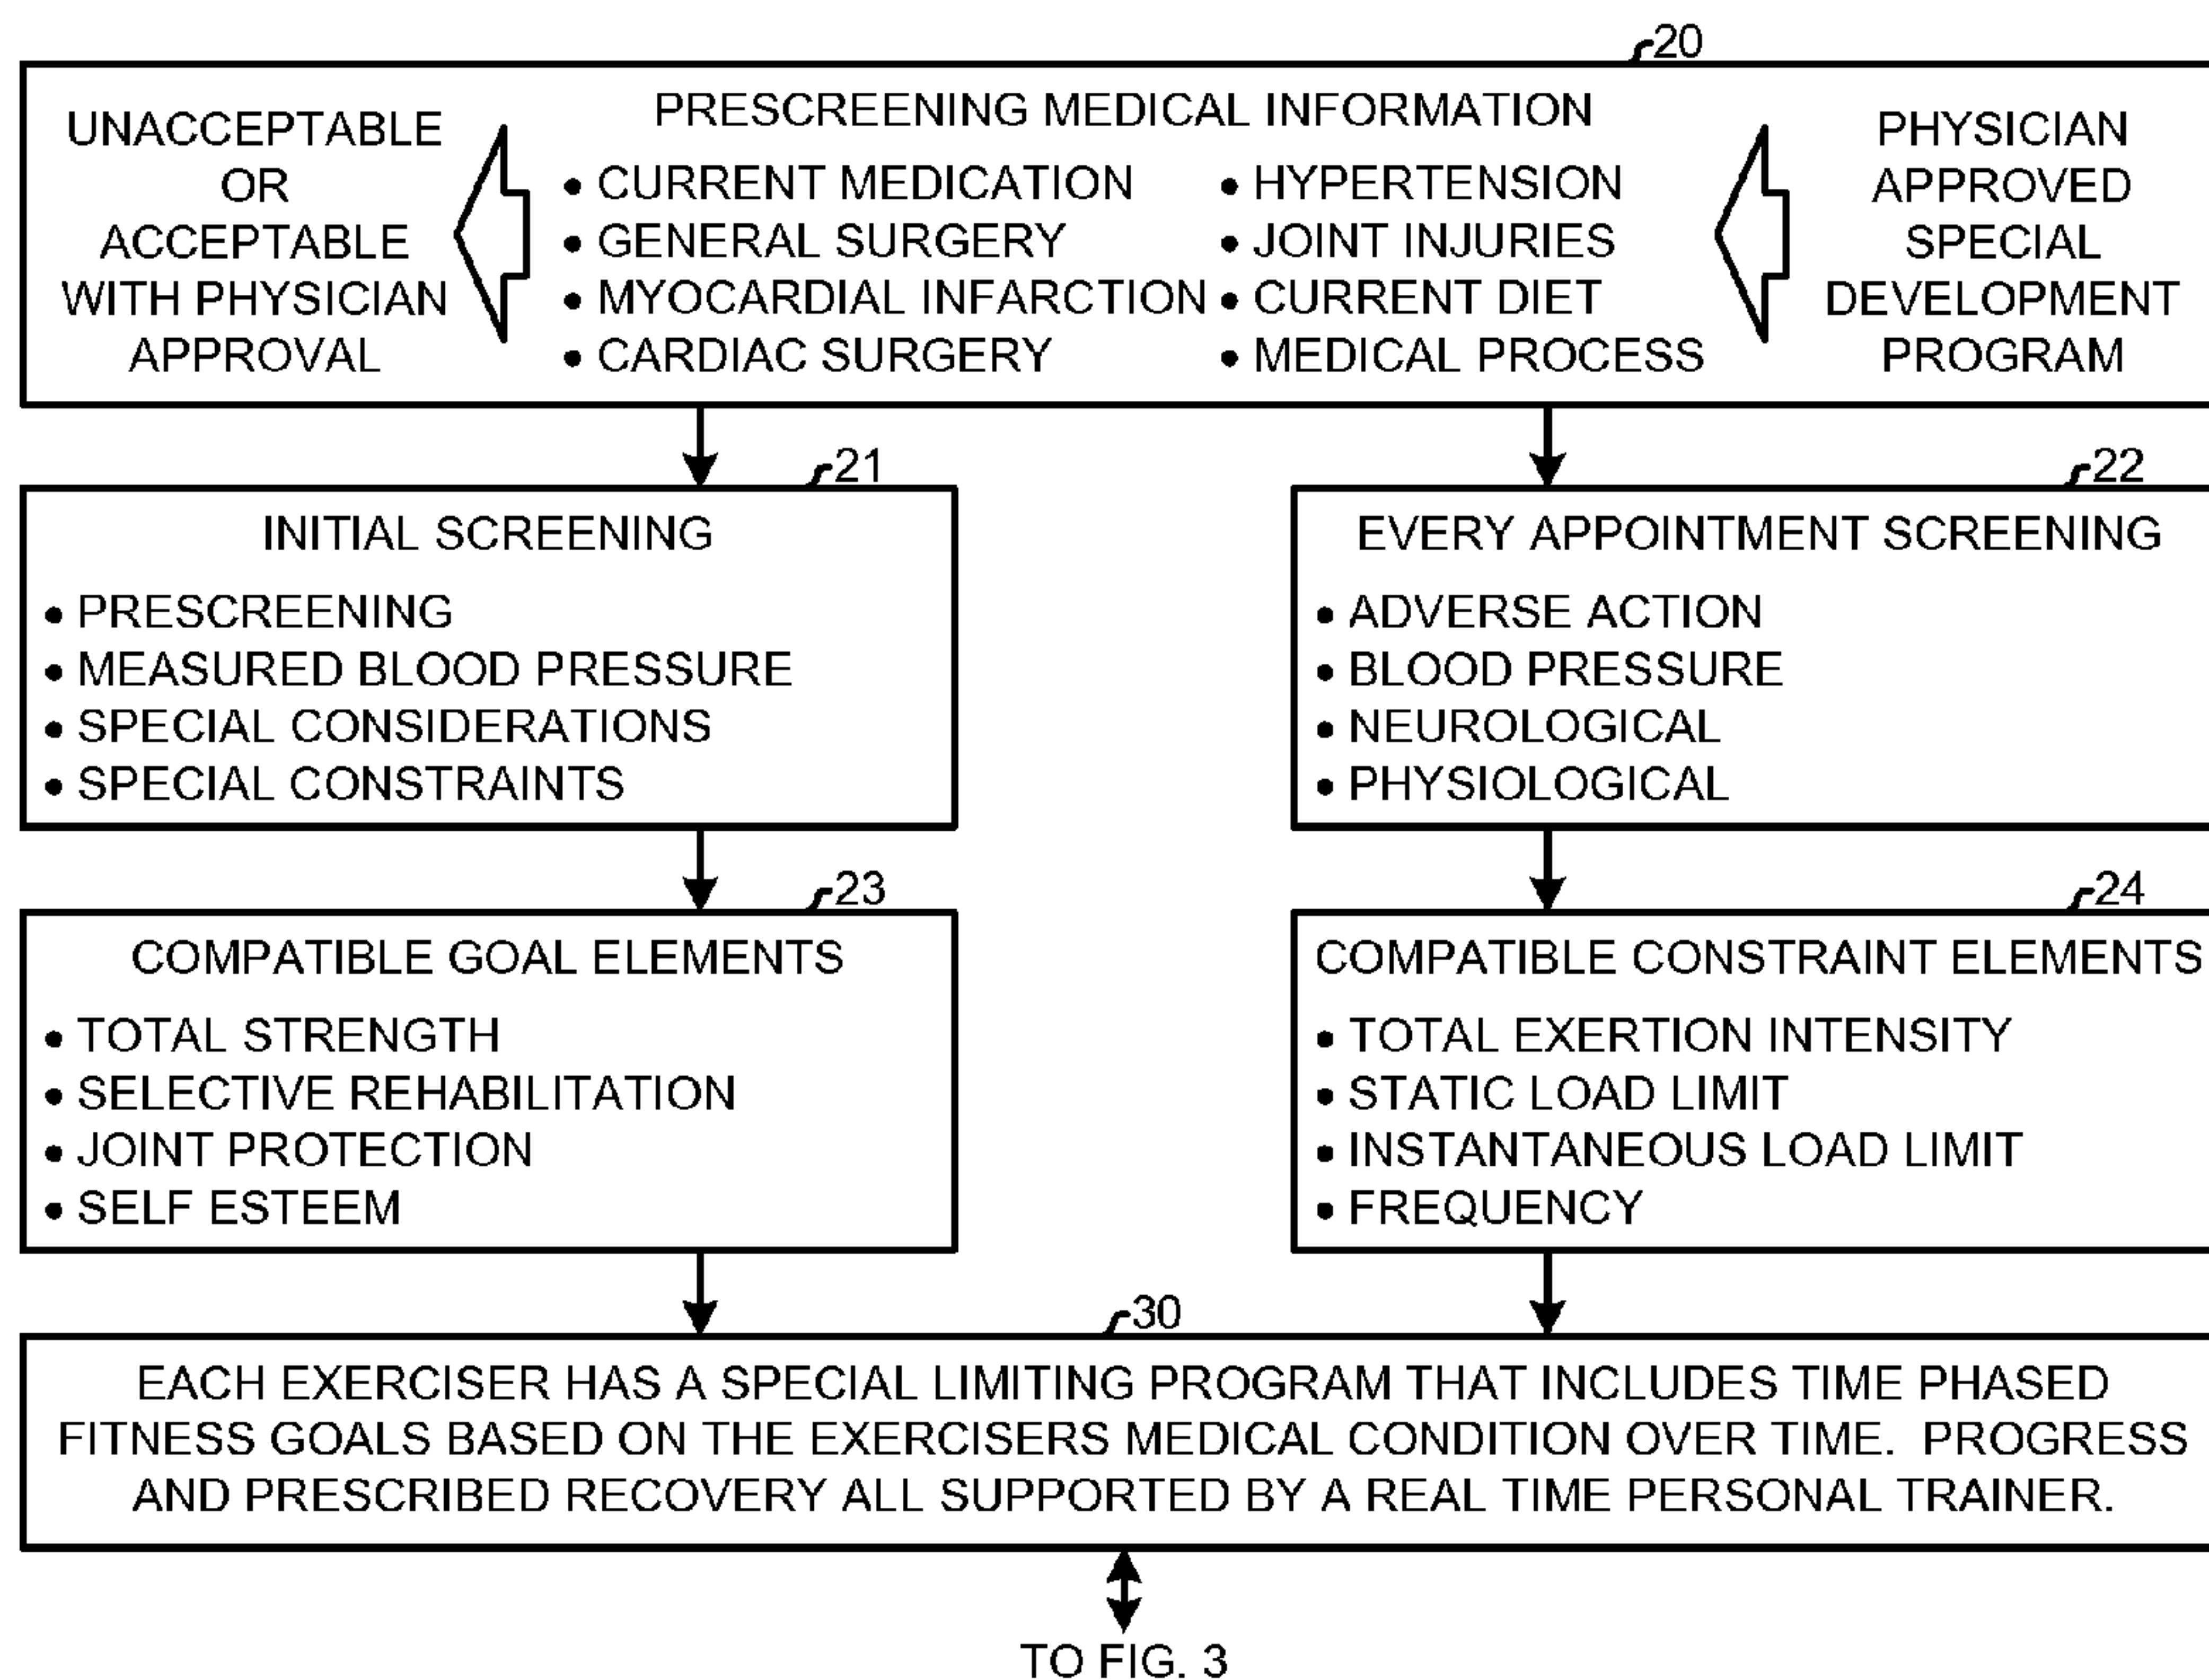 20
PRESCREENING MEDICAL INFORMATION
UNACCEPTABLE
OR
ACCEPTABLE
WITH PHYSICIAN
APPROVAL
• CURRENT MEDICATION
• GENERAL SURGERY
• MYOCARDIAL INFARCTION
• CARDIAC SURGERY
• HYPERTENSION
• JOINT INJURIES
• CURRENT DIET
• MEDICAL PROCESS
PHYSICIAN
APPROVED
SPECIAL
DEVELOPMENT
PROGRAM
21
INITIAL SCREENING
• PRESCREENING
• MEASURED BLOOD PRESSURE
• SPECIAL CONSIDERATIONS
• SPECIAL CONSTRAINTS
22
EVERY APPOINTMENT SCREENING
• ADVERSE ACTION
• BLOOD PRESSURE
• NEUROLOGICAL
• PHYSIOLOGICAL
23
COMPATIBLE GOAL ELEMENTS
• TOTAL STRENGTH
• SELECTIVE REHABILITATION
• JOINT PROTECTION
• SELF ESTEEM
24
COMPATIBLE CONSTRAINT ELEMENTS
• TOTAL EXERTION INTENSITY
• STATIC LOAD LIMIT
• INSTANTANEOUS LOAD LIMIT
• FREQUENCY
30
EACH EXERCISER HAS A SPECIAL LIMITING PROGRAM THAT INCLUDES TIME PHASED
FITNESS GOALS BASED ON THE EXERCISERS MEDICAL CONDITION OVER TIME. PROGRESS
AND PRESCRIBED RECOVERY ALL SUPPORTED BY A REAL TIME PERSONAL TRAINER.
TO FIG. 3